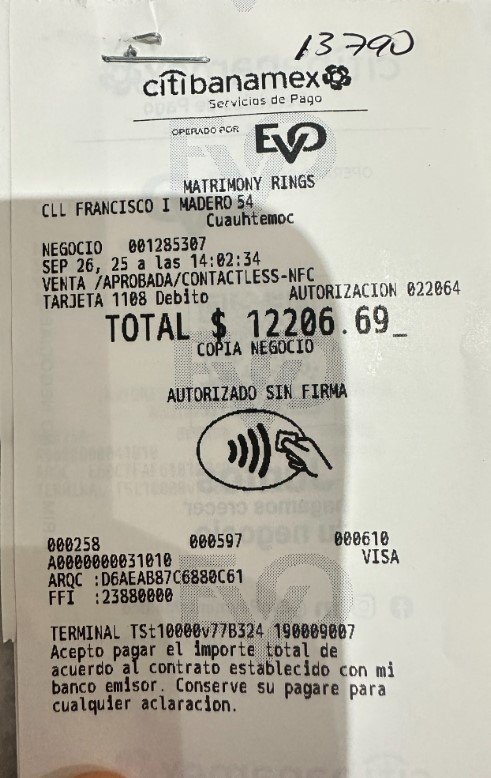 13790
citibanamex
Servicios de Pago
OPERADO POR EVO
MATRIMONY RINGS
CLL FRANCISCO I MADERO 54
Cuauhtemoc
NEGOCIO 001285307
SEP 26, 25 a las 14:02:34
VENTA /APROBADA/CONTACTLESS-NFC
TARJETA 1108 Debito AUTORIZACION 022064
TOTAL $ 12206.69_
COPIA NEGOCIO
AUTORIZADO SIN FIRMA
000258 000597 000610
A0000000031010 VISA
ARQC :D6AEAB87C6880C61
FFI :23880000
TERMINAL TSt10000v77B324 190009007
Acepto pagar el importe total de
acuerdo al contrato establecido con mi
banco emisor. Conserve su pagare para
cualquier aclaracion.